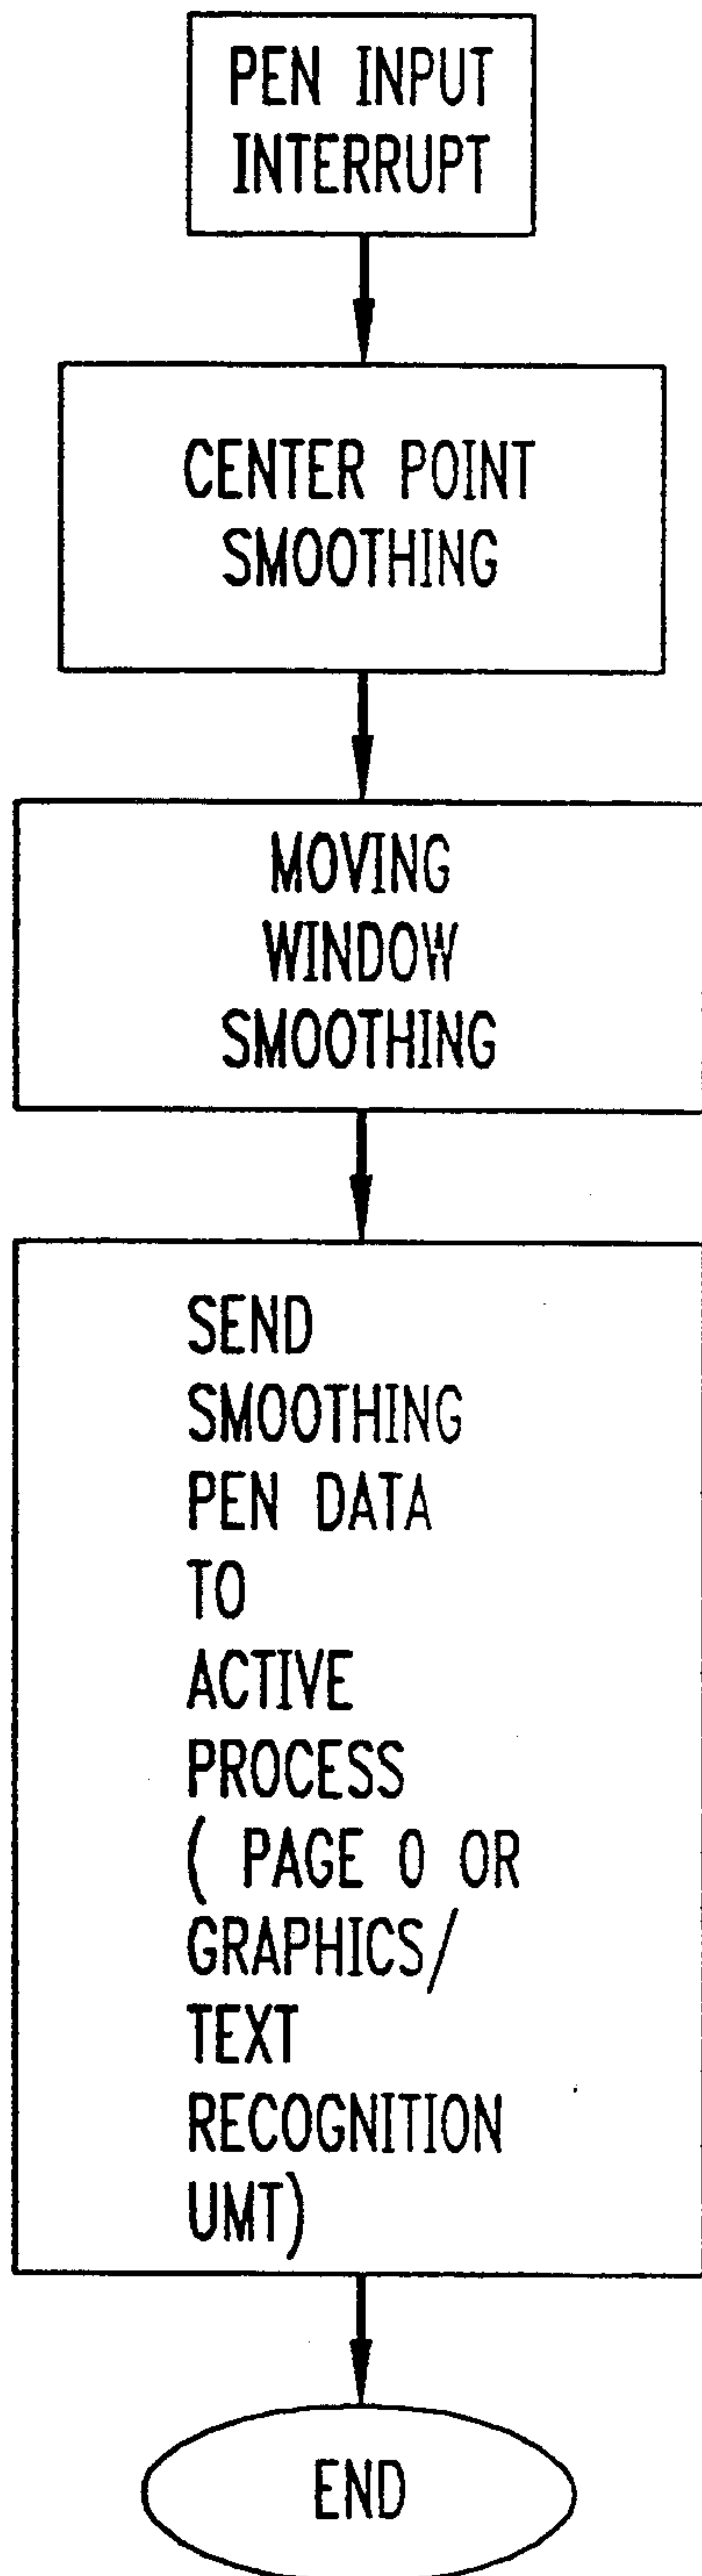 PEN INPUT
INTERRUPT
CENTER POINT
SMOOTHING
MOVING
WINDOW
SMOOTHING
SEND
SMOOTHING
PEN DATA
TO
ACTIVE
PROCESS
( PAGE 0 OR
GRAPHICS/
TEXT
RECOGNITION
UMT)
END